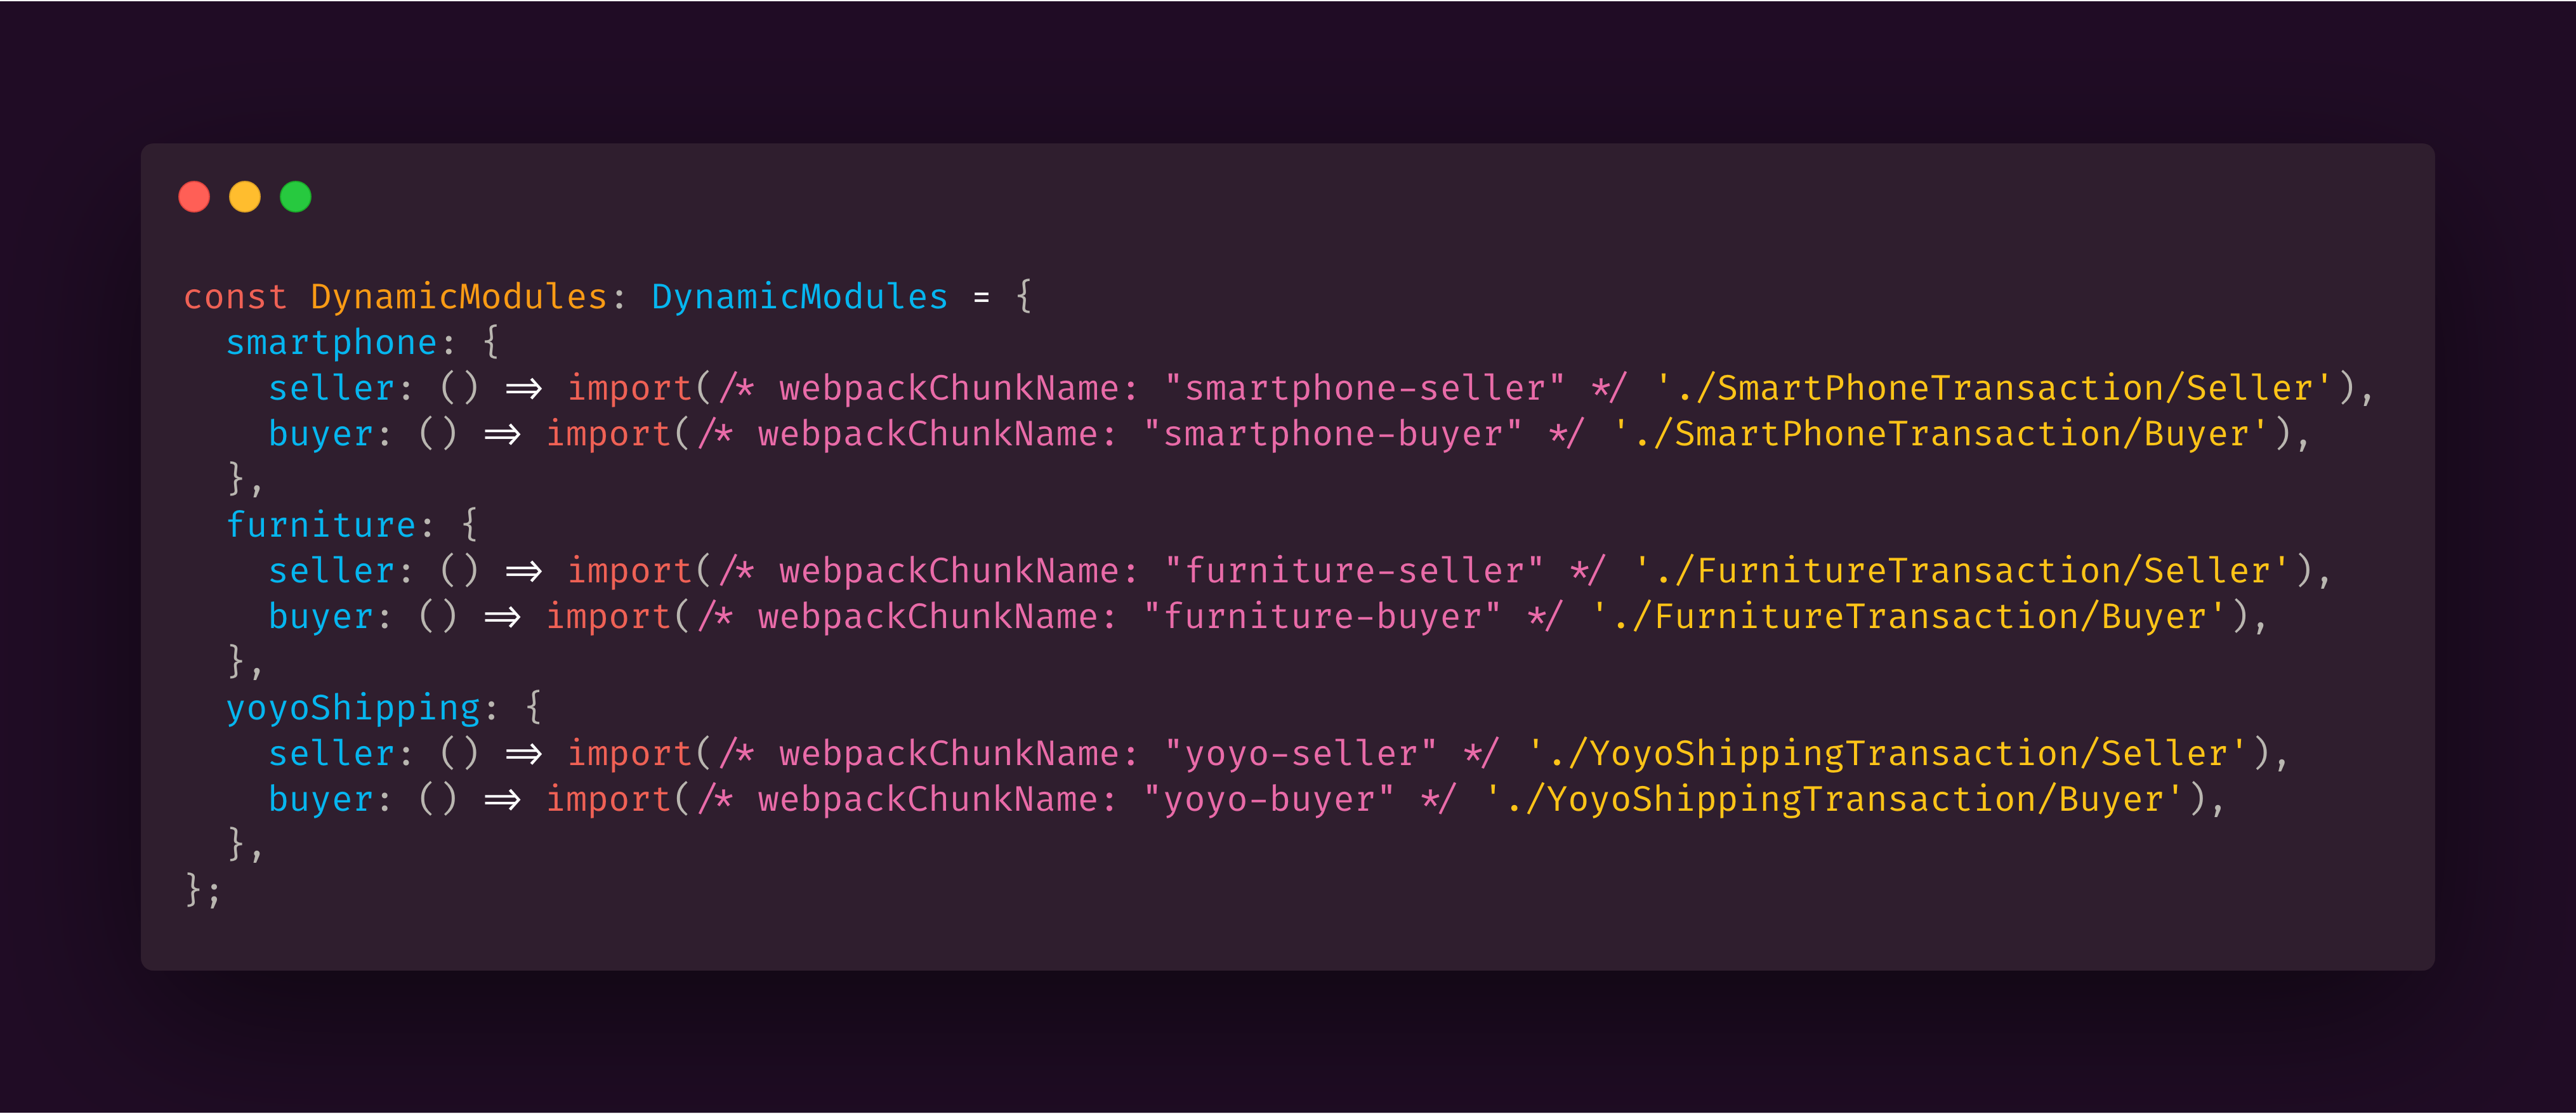 const DynamicModules: DynamicModules = {
  smartphone: {
    seller: () => import(/* webpackChunkName: "smartphone-seller" */ './SmartPhoneTransaction/Seller'),
    buyer: () => import(/* webpackChunkName: "smartphone-buyer" */ './SmartPhoneTransaction/Buyer'),
  },
  furniture: {
    seller: () => import(/* webpackChunkName: "furniture-seller" */ './FurnitureTransaction/Seller'),
    buyer: () => import(/* webpackChunkName: "furniture-buyer" */ './FurnitureTransaction/Buyer'),
  },
  yoyoShipping: {
    seller: () => import(/* webpackChunkName: "yoyo-seller" */ './YoyoShippingTransaction/Seller'),
    buyer: () => import(/* webpackChunkName: "yoyo-buyer" */ './YoyoShippingTransaction/Buyer'),
  },
};